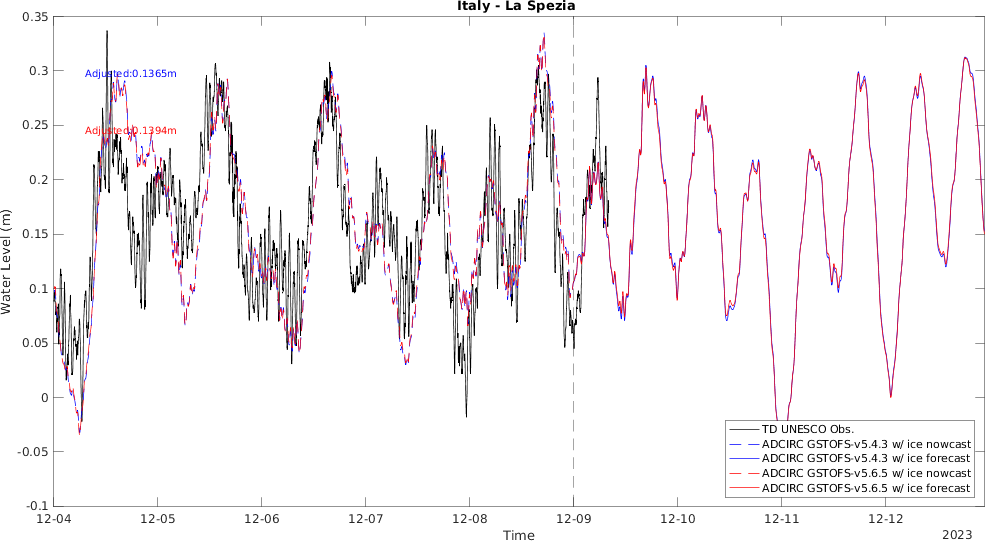 Italy - La Spezia
0.35
0.3
0.25
0.2
0.15
0.1
0.05
0
-0.05
-0.1
Water Level (m)
Adjusted:0.1365m
Adjusted:0.1394m
TD UNESCO Obs.
ADCIRC GSTOFS-v5.4.3 w/ ice nowcast
ADCIRC GSTOFS-v5.4.3 w/ ice forecast
ADCIRC GSTOFS-v5.6.5 w/ ice nowcast
ADCIRC GSTOFS-v5.6.5 w/ ice forecast
12-04 12-05 12-06 12-07 12-08 12-09 12-10 12-11 12-12
Time
2023